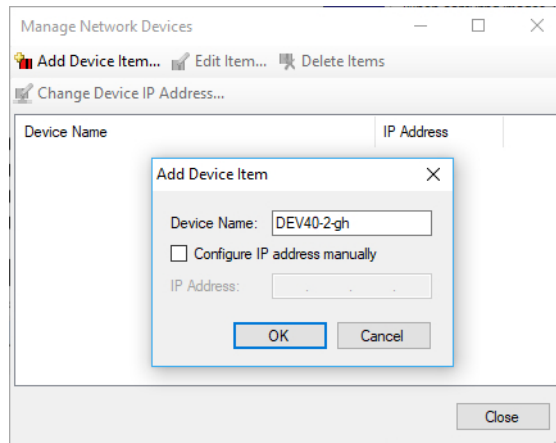 Manage Network Devices
Add Device Item... Edit Item... Delete Items
Change Device IP Address...
Device Name IP Address
Add Device Item
Device Name: DEV40-2-gh
Configure IP address manually
IP Address: . . .
OK Cancel
Close